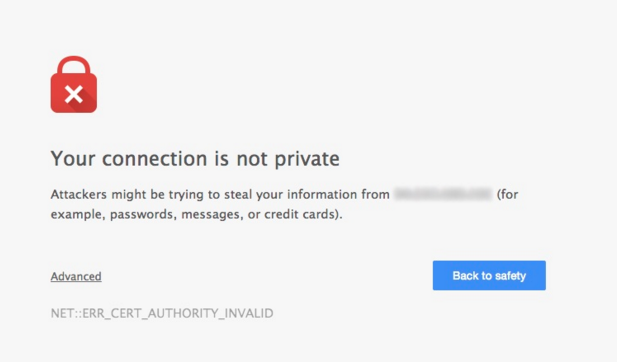 Your connection is not private
Attackers might be trying to steal your information from (for
example, passwords, messages, or credit cards).
Advanced
Back to safety
NET::ERR_CERT_AUTHORITY_INVALID